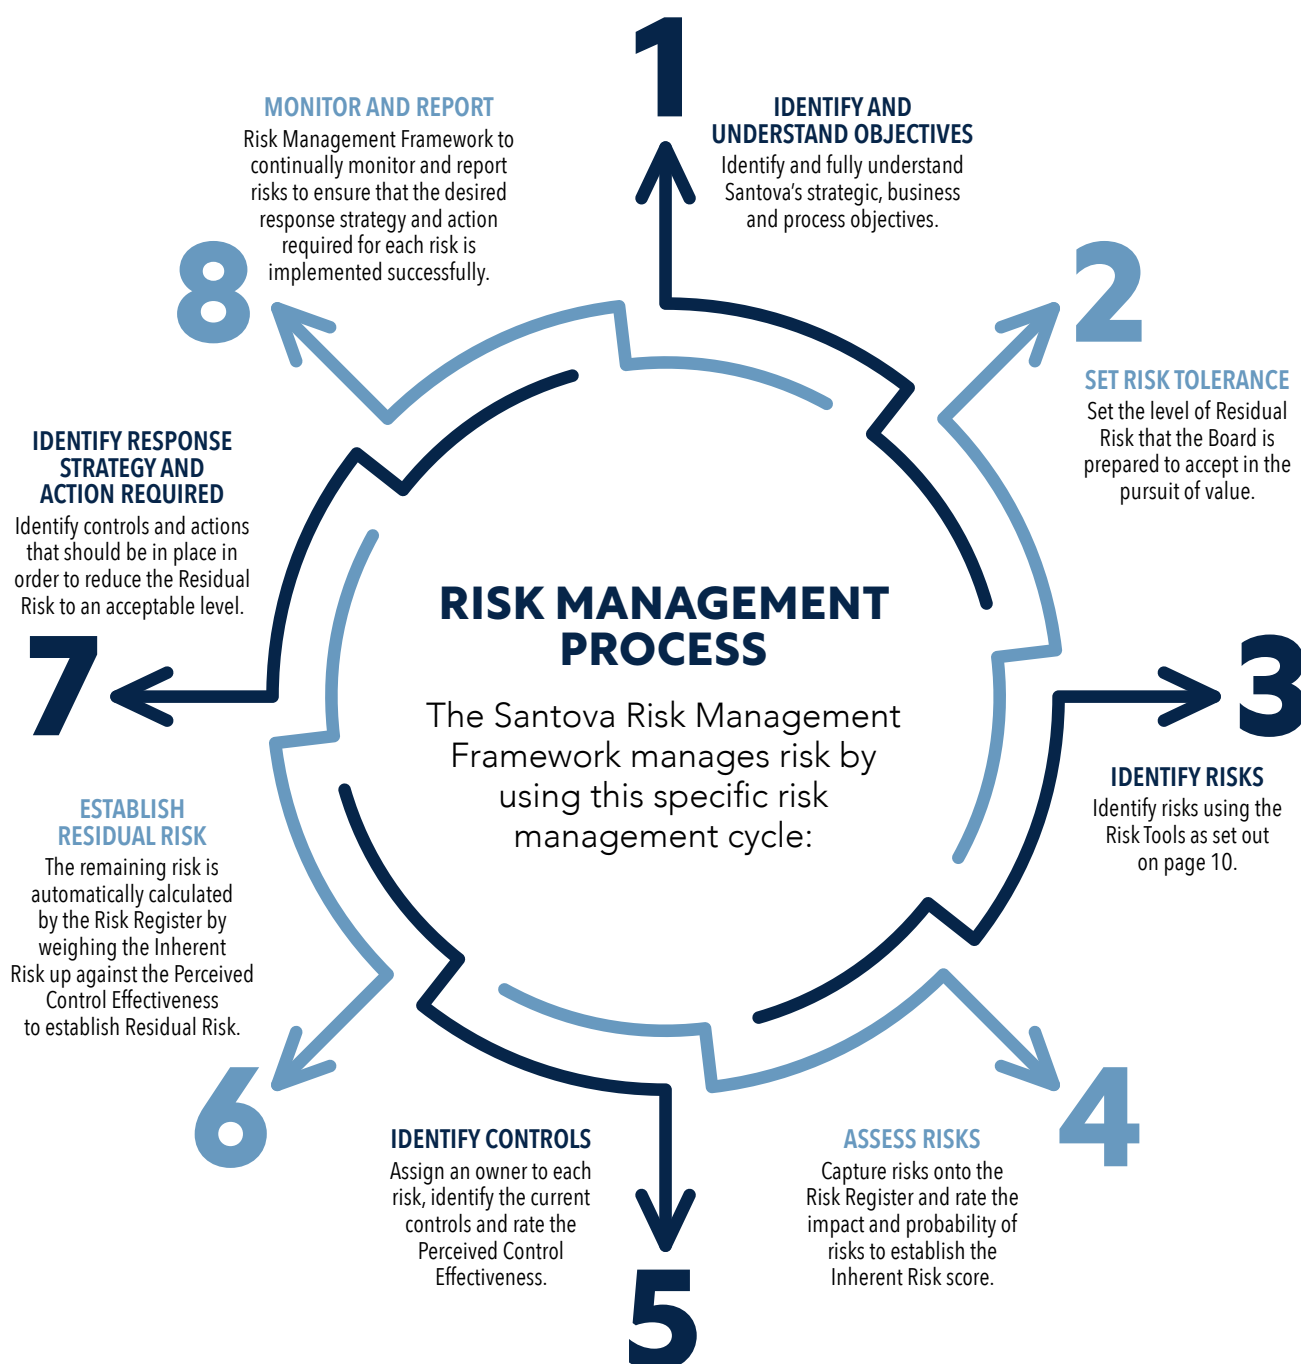 RISK MANAGEMENT
PROCESS
The Santova Risk Management
Framework manages risk by
using this specific risk
management cycle:
1
IDENTIFY AND
UNDERSTAND OBJECTIVES
Identify and fully understand
Santova’s strategic, business
and process objectives.
2
SET RISK TOLERANCE
Set the level of Residual
Risk that the Board is
prepared to accept in the
pursuit of value.
3
IDENTIFY RISKS
Identify risks using the
Risk Tools as set out
on page 10.
4
ASSESS RISKS
Capture risks onto the
Risk Register and rate the
impact and probability of
risks to establish the
Inherent Risk score.
5
IDENTIFY CONTROLS
Assign an owner to each
risk, identify the current
controls and rate the
Perceived Control
Effectiveness.
6
ESTABLISH
RESIDUAL RISK
The remaining risk is
automatically calculated
by the Risk Register by
weighing the Inherent
Risk up against the Perceived
Control Effectiveness
to establish Residual Risk.
7
IDENTIFY RESPONSE
STRATEGY AND
ACTION REQUIRED
Identify controls and actions
that should be in place in
order to reduce the Residual
Risk to an acceptable level.
8
MONITOR AND REPORT
Risk Management Framework to
continually monitor and report
risks to ensure that the desired
response strategy and action
required for each risk is
implemented successfully.